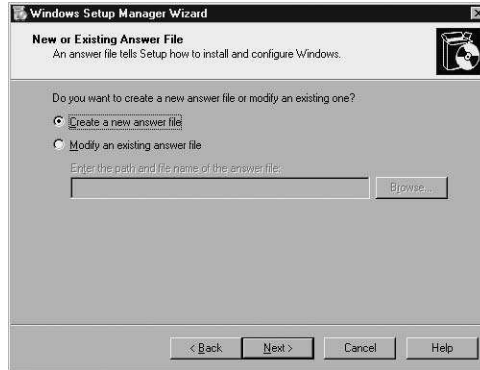 Windows Setup Manager Wizard
New or Existing Answer File
An answer file tells Setup how to install and configure Windows.
Do you want to create a new answer file or modify an existing one?
Create a new answer file
Modify an existing answer file
Enter the path and file name of the answer file:
Browse...
< Back
Next >
Cancel
Help